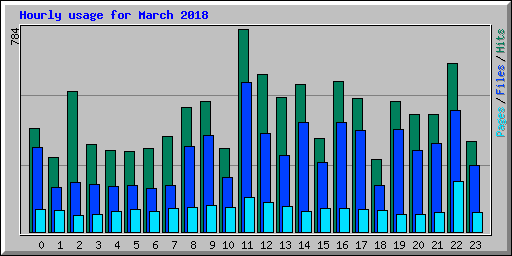 Hourly usage for March 2018
784
Pages/Files/Hits
0 1 2 3 4 5 6 7 8 9 10 11 12 13 14 15 16 17 18 19 20 21 22 23